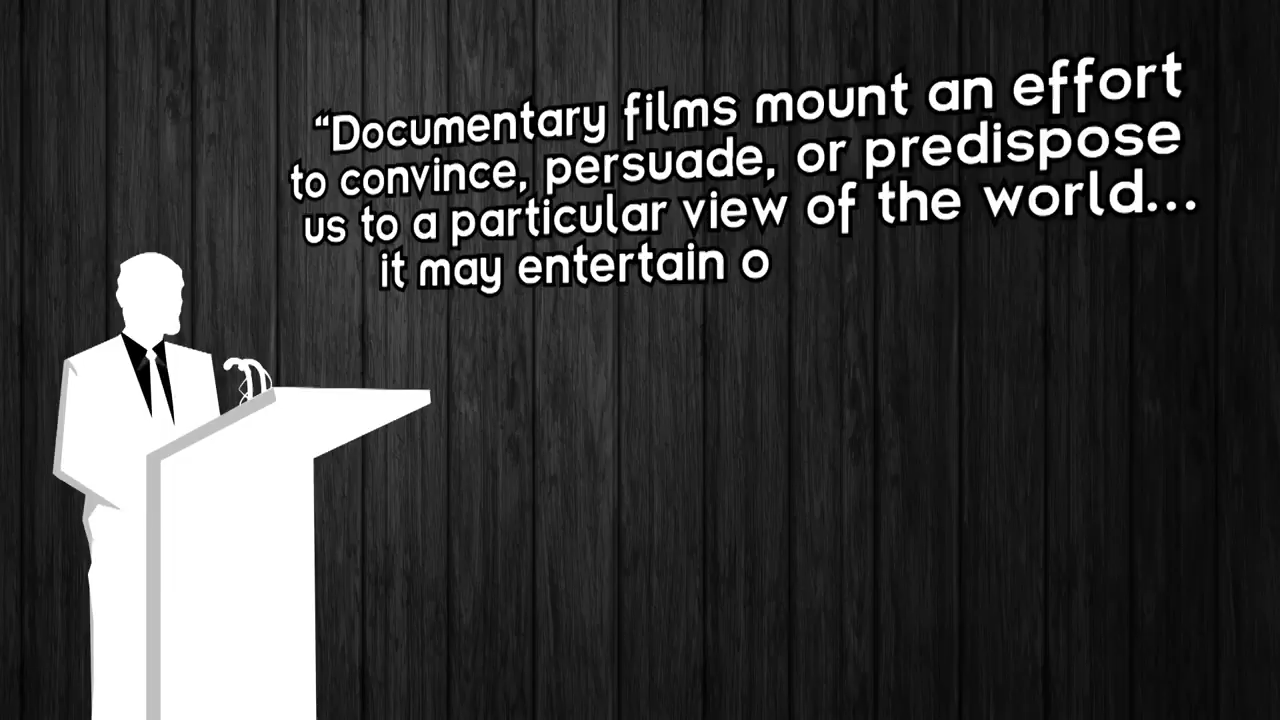 “Documentary films mount an effort
to convince, persuade, or predispose
us to a particular view of the world...
it may entertain o